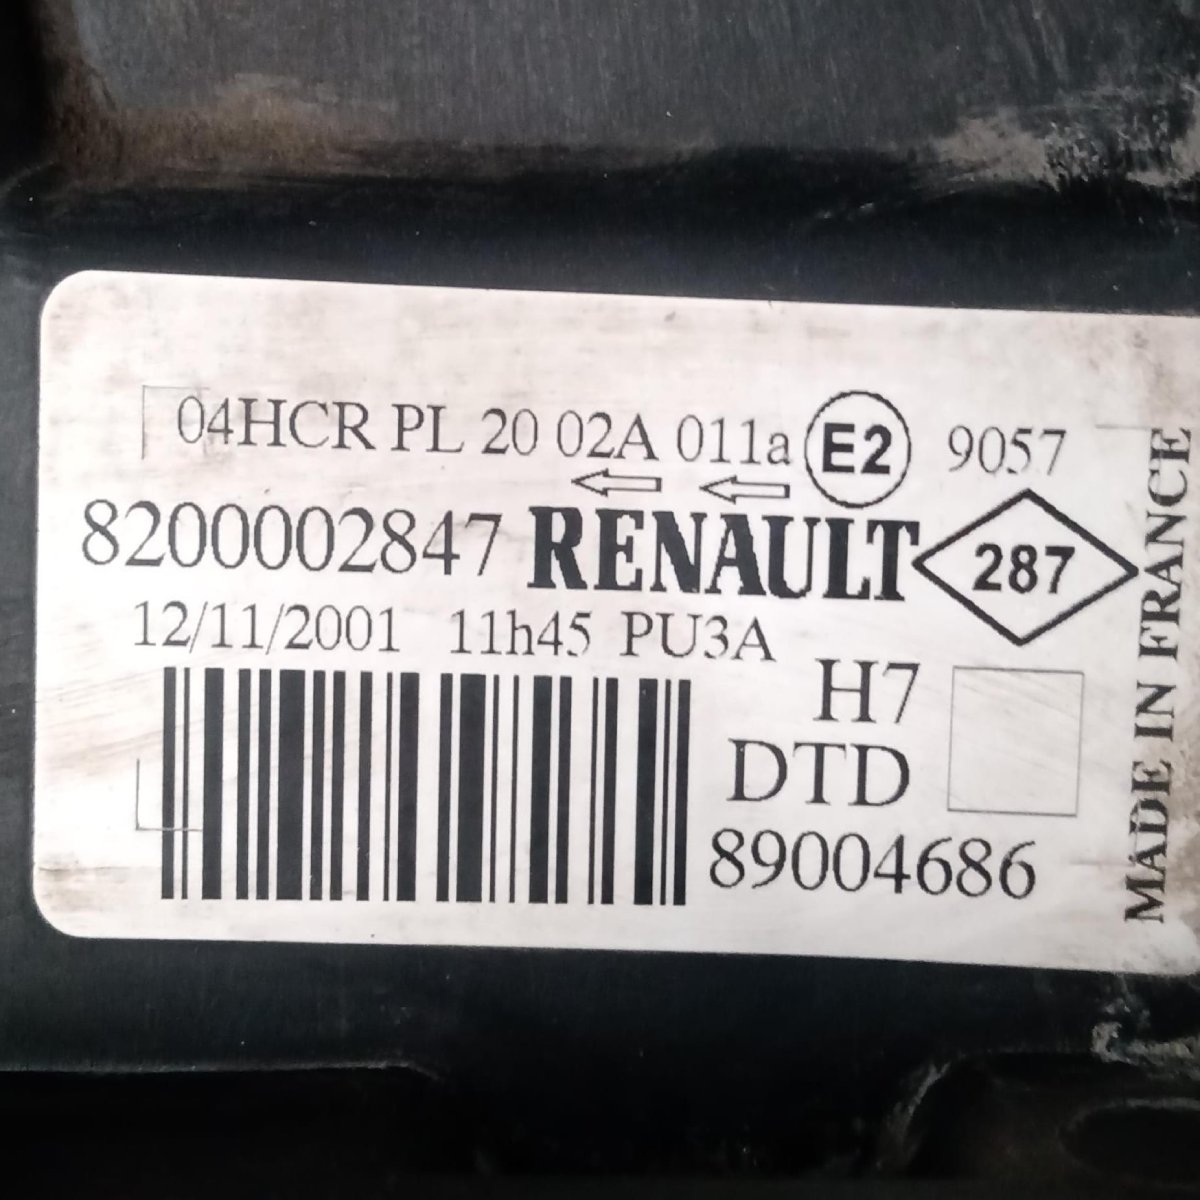 04HCR PL 20 02A 011a E2 9057
8200002847 RENAULT 287
12/11/2001 11h45 PU3A
H7
DTD
89004686
MADE IN FRANCE